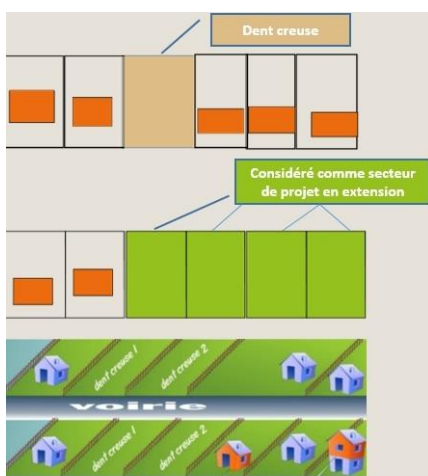 Dent creuse
Considéré comme secteur
de projet en extension
dent creuse 1
dent creuse 2
voirie
dent creuse 1
dent creuse 2